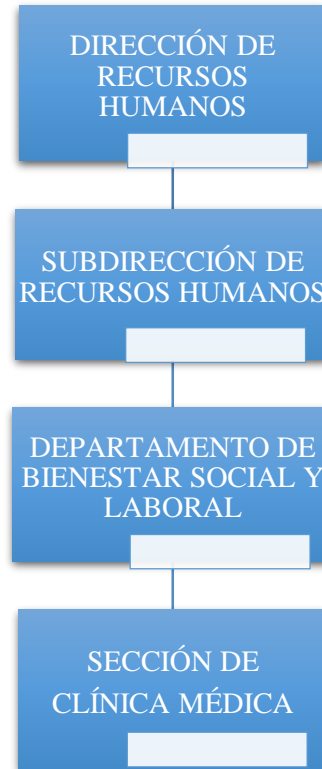 DIRECCIÓN DE
RECURSOS
HUMANOS
SUBDIRECCIÓN DE
RECURSOS HUMANOS
DEPARTAMENTO DE
BIENESTAR SOCIAL Y
LABORAL
SECCIÓN DE
CLÍNICA MÉDICA